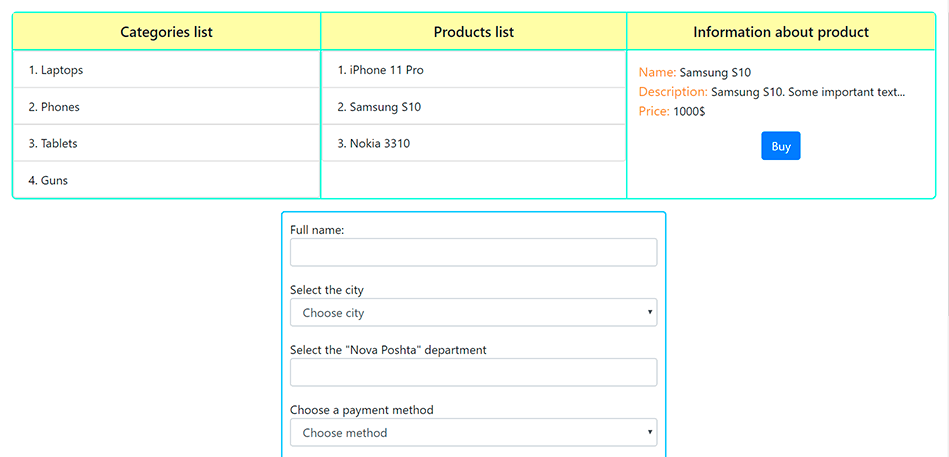 Categories list
1. Laptops
2. Phones
3. Tablets
4. Guns
Products list
1. iPhone 11 Pro
2. Samsung S10
3. Nokia 3310
Information about product
Name: Samsung S10
Description: Samsung S10. Some important text...
Price: 1000$
Buy
Full name:
Select the city
Choose city
Select the "Nova Poshta" department
Choose a payment method
Choose method